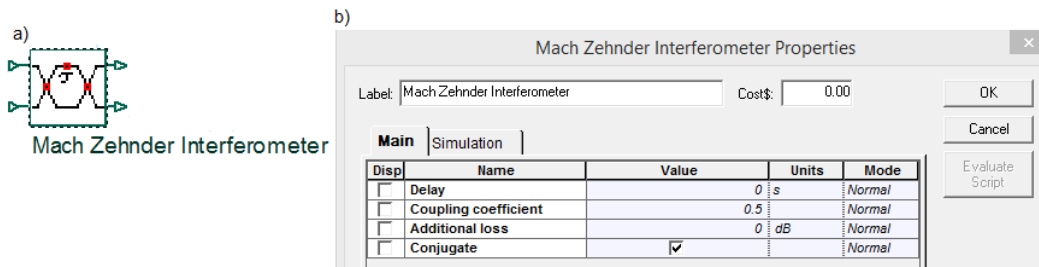 a)
τ
Mach Zehnder Interferometer
b)
Mach Zehnder Interferometer Properties
Label: Mach Zehnder Interferometer Cost$: 0.00 OK
Cancel
Evaluate Script
Main Simulation
Disp Name Value Units Mode
Delay 0 s Normal
Coupling coefficient 0.5 Normal
Additional loss 0 dB Normal
Conjugate Normal